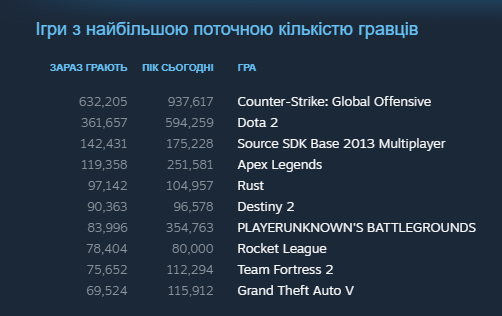 Ігри з найбільшою поточною кількістю гравців
ЗАРАЗ ГРАЮТЬ ПІК СЬОГОДНІ ГРА
632,205 937,617 Counter-Strike: Global Offensive
361,657 594,259 Dota 2
142,431 175,228 Source SDK Base 2013 Multiplayer
119,358 251,581 Apex Legends
97,142 104,957 Rust
90,363 96,578 Destiny 2
83,996 354,763 PLAYERUNKNOWN'S BATTLEGROUNDS
78,404 80,000 Rocket League
75,652 112,294 Team Fortress 2
69,524 115,912 Grand Theft Auto V